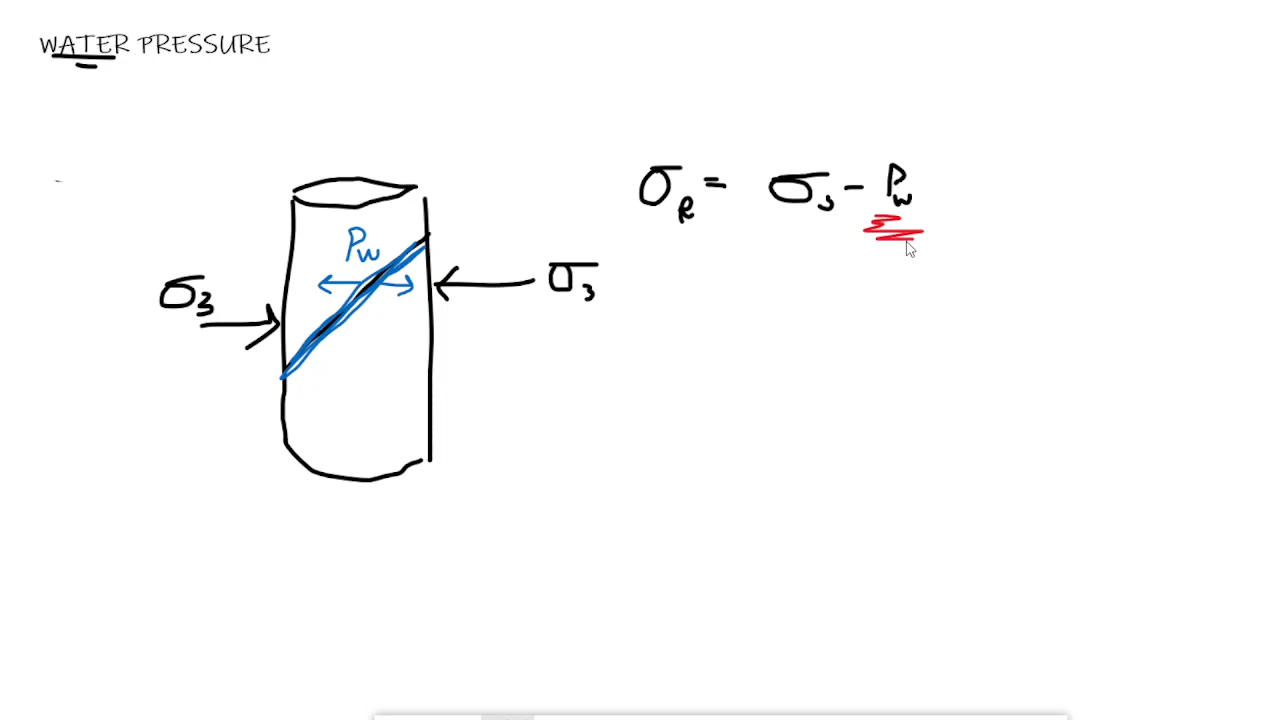 WATER PRESSURE
σR = σ3 - Pw
Pw
σ3
σ3